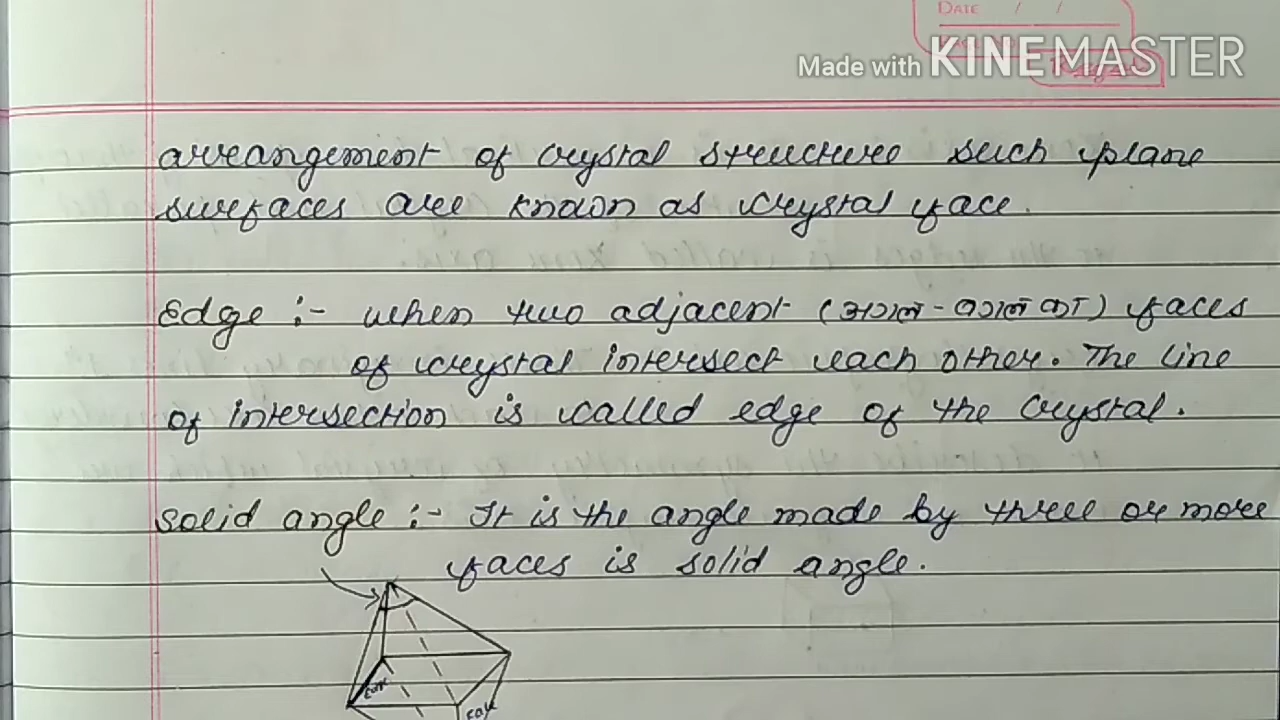 DATE / /
Made with KINEMASTER
arrangement of crystal structure such plane
surfaces are known as crystal face.
Edge :- when two adjacent (अगल-बगल का) faces
of crystal intersect each other. The line
of intersection is called edge of the crystal.
solid angle :- It is the angle made by three or more
faces is solid angle.